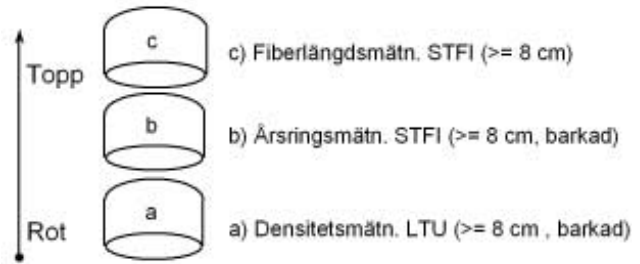 c
c) Fiberlängdsmätn. STFI (>= 8 cm)
Topp
b
b) Årsringsmätn. STFI (>= 8 cm, barkad)
a
a) Densitetsmätn. LTU (>= 8 cm , barkad)
Rot